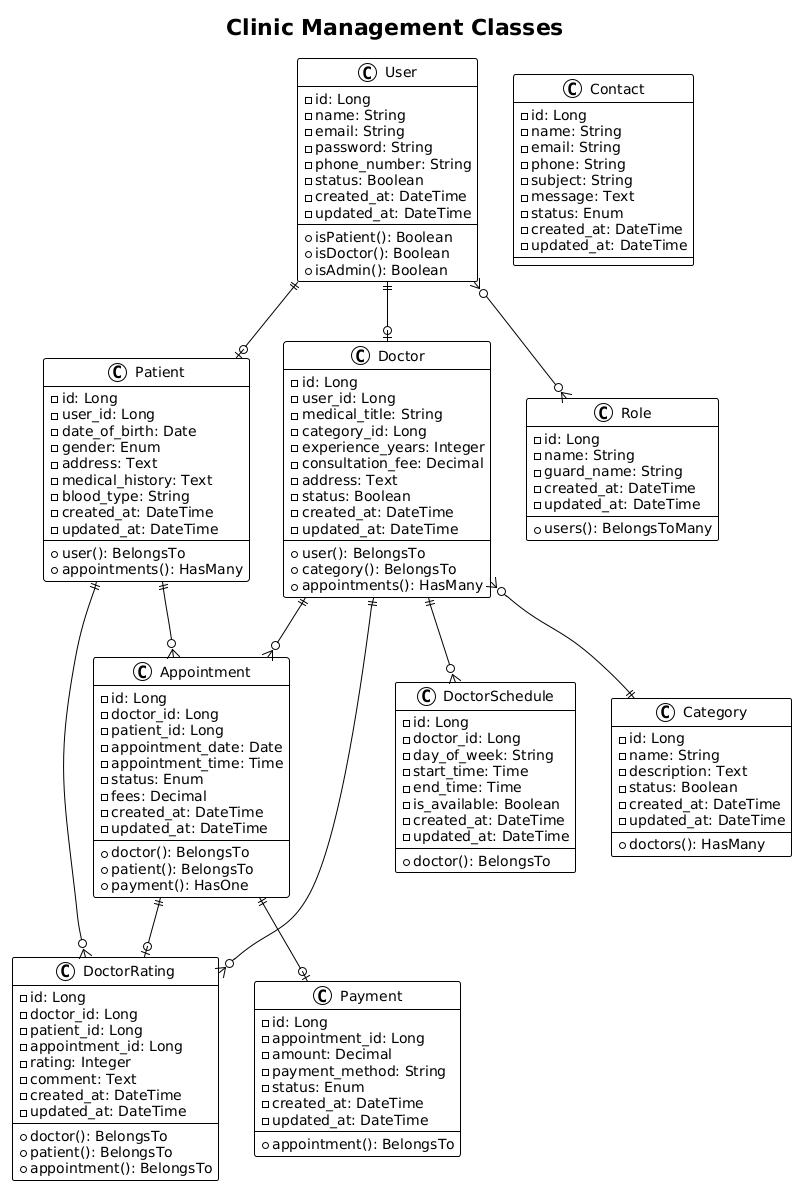 Clinic Management Classes
C User
id: Long
name: String
email: String
password: String
phone_number: String
status: Boolean
created_at: DateTime
updated_at: DateTime
isPatient(): Boolean
isDoctor(): Boolean
isAdmin(): Boolean
C Contact
id: Long
name: String
email: String
phone: String
subject: String
message: Text
status: Enum
created_at: DateTime
updated_at: DateTime
C Patient
id: Long
user_id: Long
date_of_birth: Date
gender: Enum
address: Text
medical_history: Text
blood_type: String
created_at: DateTime
updated_at: DateTime
user(): BelongsTo
appointments(): HasMany
C Doctor
id: Long
user_id: Long
medical_title: String
category_id: Long
experience_years: Integer
consultation_fee: Decimal
address: Text
status: Boolean
created_at: DateTime
updated_at: DateTime
user(): BelongsTo
category(): BelongsTo
appointments(): HasMany
C Role
id: Long
name: String
guard_name: String
created_at: DateTime
updated_at: DateTime
users(): BelongsToMany
C Appointment
id: Long
doctor_id: Long
patient_id: Long
appointment_date: Date
appointment_time: Time
status: Enum
fees: Decimal
created_at: DateTime
updated_at: DateTime
doctor(): BelongsTo
patient(): BelongsTo
payment(): HasOne
C DoctorSchedule
id: Long
doctor_id: Long
day_of_week: String
start_time: Time
end_time: Time
is_available: Boolean
created_at: DateTime
updated_at: DateTime
doctor(): BelongsTo
C Category
id: Long
name: String
description: Text
status: Boolean
created_at: DateTime
updated_at: DateTime
doctors(): HasMany
C DoctorRating
id: Long
doctor_id: Long
patient_id: Long
appointment_id: Long
rating: Integer
comment: Text
created_at: DateTime
updated_at: DateTime
doctor(): BelongsTo
patient(): BelongsTo
appointment(): BelongsTo
C Payment
id: Long
appointment_id: Long
amount: Decimal
payment_method: String
status: Enum
created_at: DateTime
updated_at: DateTime
appointment(): BelongsTo